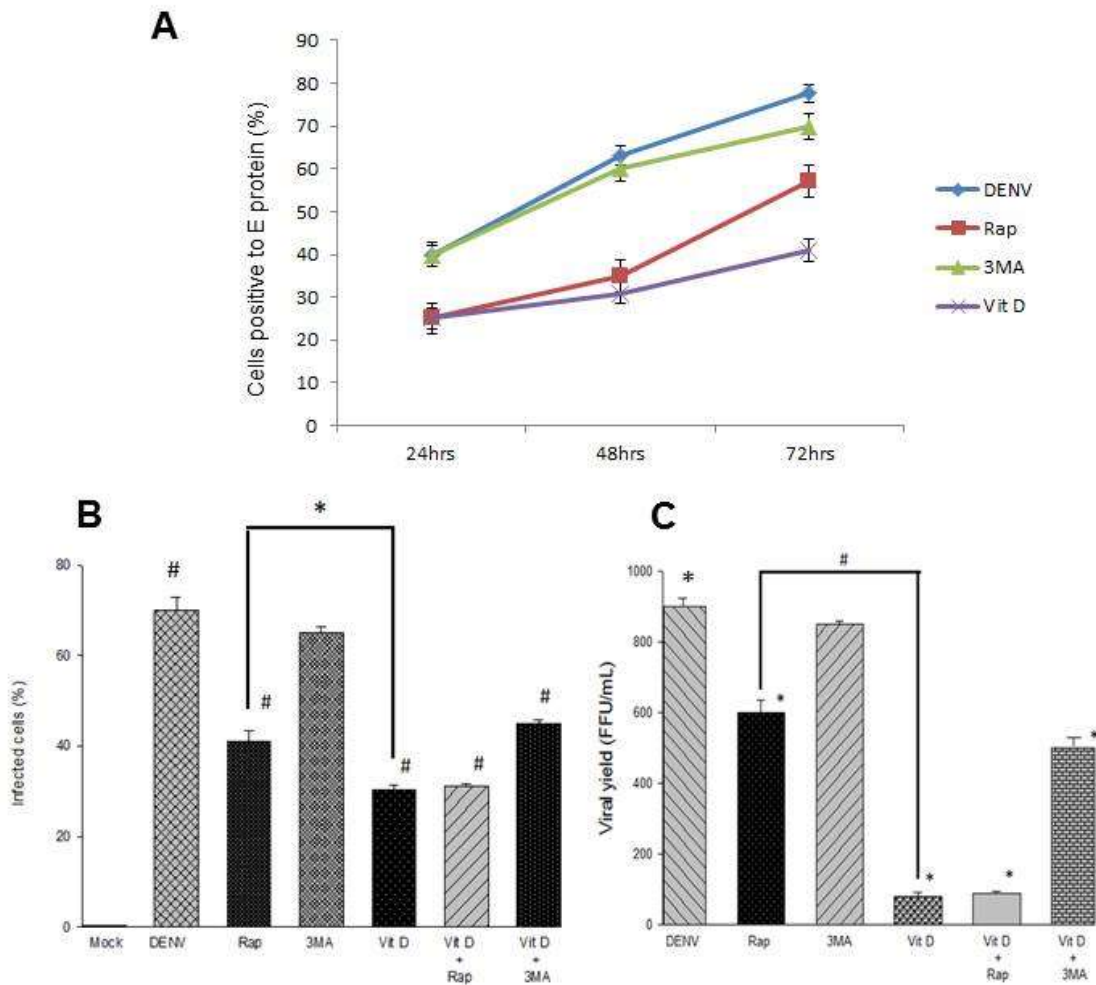 A
Cells positive to E protein (%)
90
80
70
60
50
40
30
20
10
0
24hrs
48hrs
72hrs
DENV
Rap
3MA
Vit D
B
*
Infected cells (%)
80
60
40
20
0
#
#
#
#
#
Mock
DENV
Rap
3MA
Vit D
Vit D
+
Rap
Vit D
+
3MA
C
#
Viral yield (FFU/mL)
1000
800
600
400
200
0
*
*
*
*
*
DENV
Rap
3MA
Vit D
Vit D
+
Rap
Vit D
+
3MA